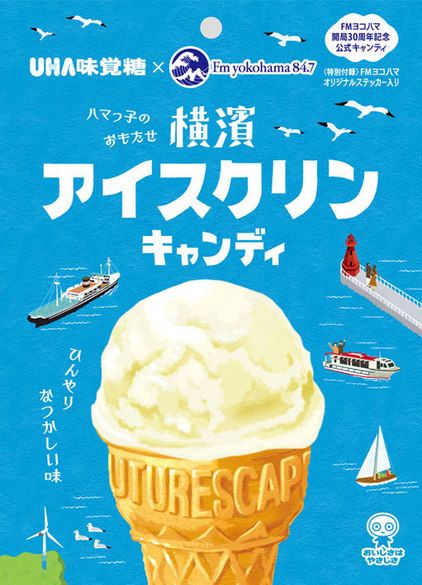 UHA味覚糖×Fm yokohama 84.7
FMヨコハマ
開局30周年記念
公式キャンディ
〈特別付録〉FMヨコハマ
オリジナルステッカー入り
ハマっ子の
おもたせ
横濱
アイスクリン
キャンディ
ひんやり
なつかしい味
UTURESCAP
おいしさは
やさしさ